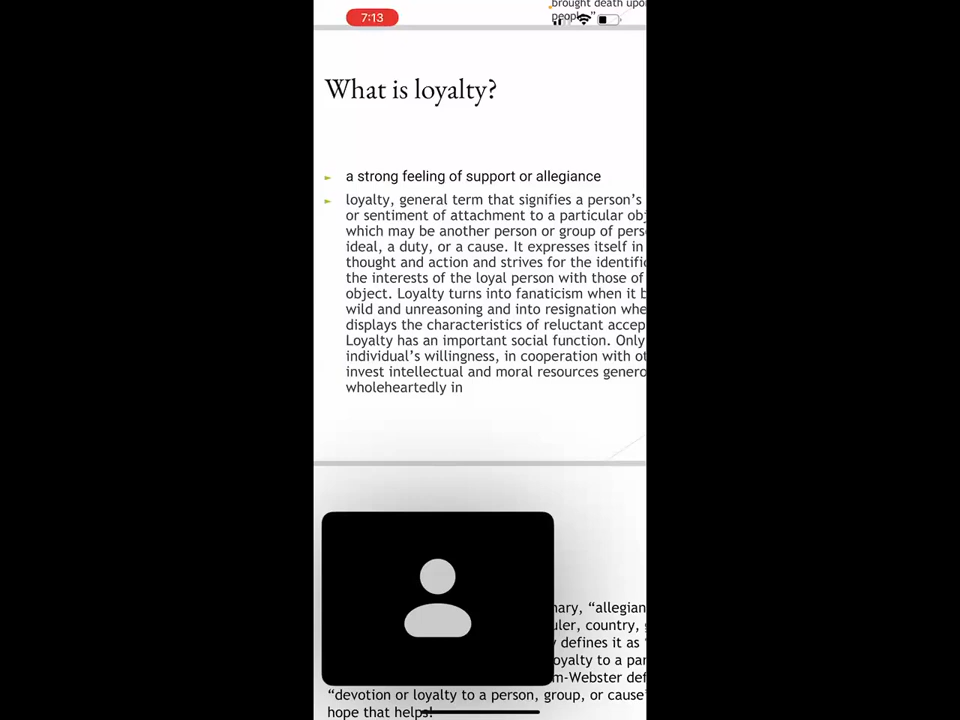 brought death upo
7:13
people."
What is loyalty?
► a strong feeling of support or allegiance
► loyalty, general term that signifies a person's
or sentiment of attachment to a particular obj
which may be another person or group of pers
ideal, a duty, or a cause. It expresses itself in
thought and action and strives for the identific
the interests of the loyal person with those of
object. Loyalty turns into fanaticism when it b
wild and unreasoning and into resignation whe
displays the characteristics of reluctant accep
Loyalty has an important social function. Only
individual's willingness, in cooperation with ot
invest intellectual and moral resources genero
wholeheartedly in
nary, "allegian
uler, country,
defines it as
oyalty to a par
m-Webster def
"devotion or loyalty to a person, group, or cause"
hope that helps!